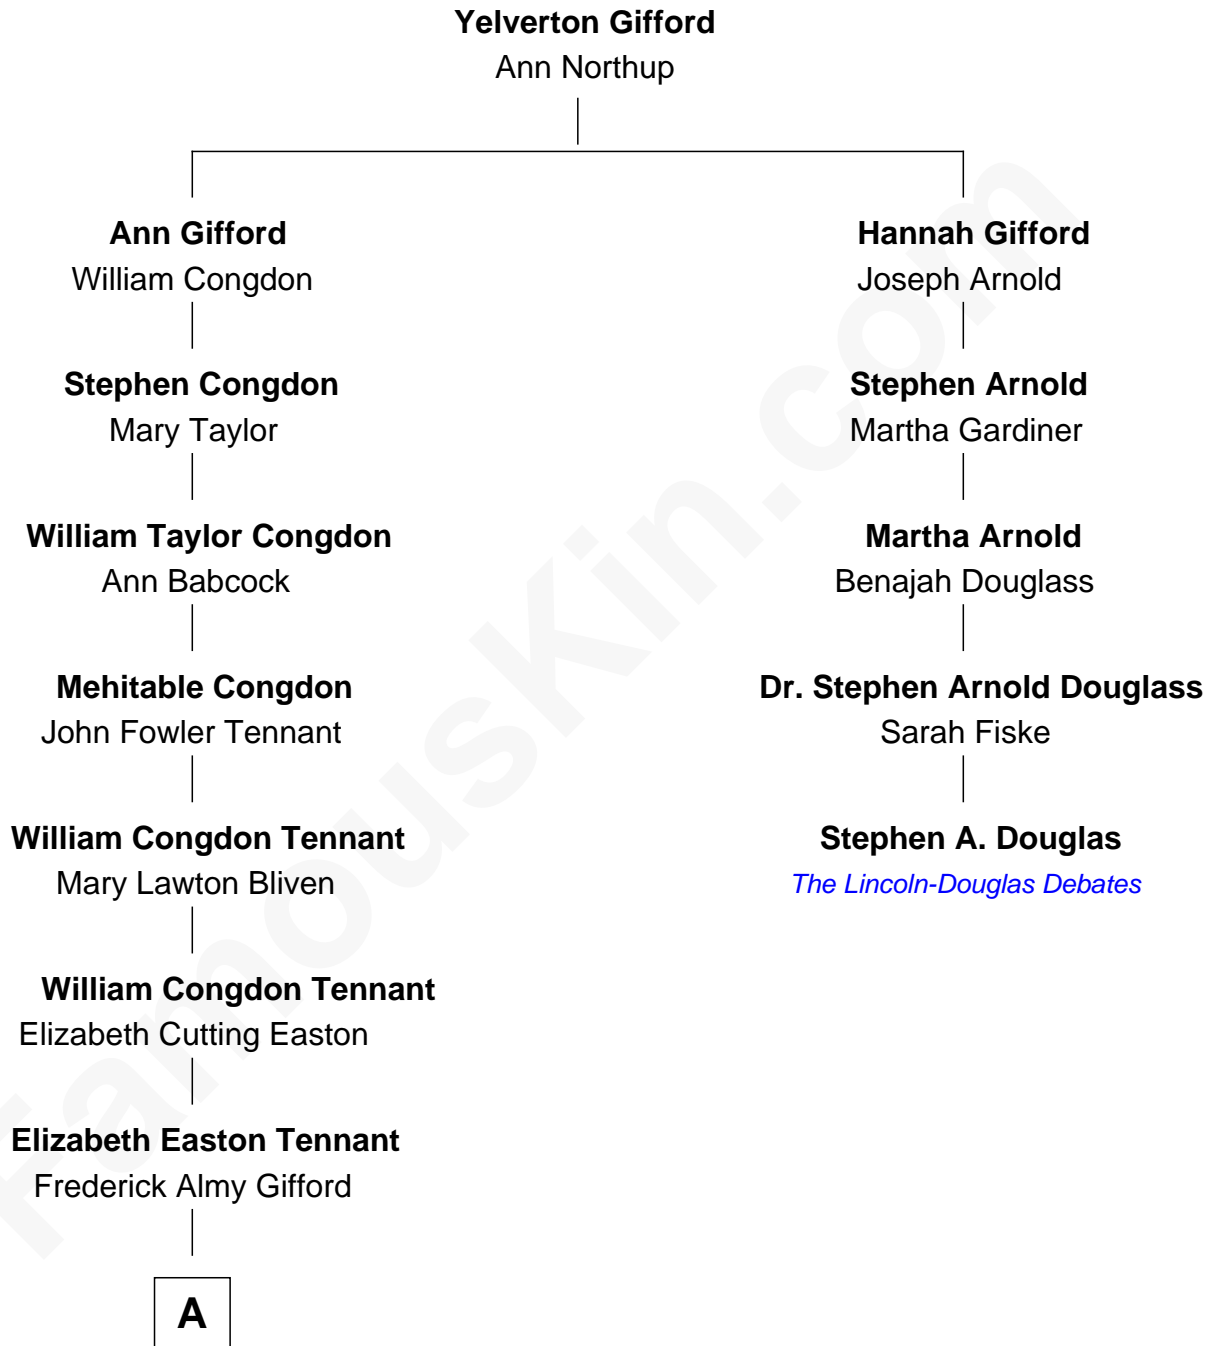 Yelverton Gifford
Ann Northup
Ann Gifford
William Congdon
Hannah Gifford
Joseph Arnold
Stephen Congdon
Mary Taylor
Stephen Arnold
Martha Gardiner
William Taylor Congdon
Ann Babcock
Martha Arnold
Benajah Douglass
Mehitable Congdon
John Fowler Tennant
Dr. Stephen Arnold Douglass
Sarah Fiske
William Congdon Tennant
Mary Lawton Bliven
Stephen A. Douglas
The Lincoln-Douglas Debates
William Congdon Tennant
Elizabeth Cutting Easton
Elizabeth Easton Tennant
Frederick Almy Gifford
A
FamousKin.com